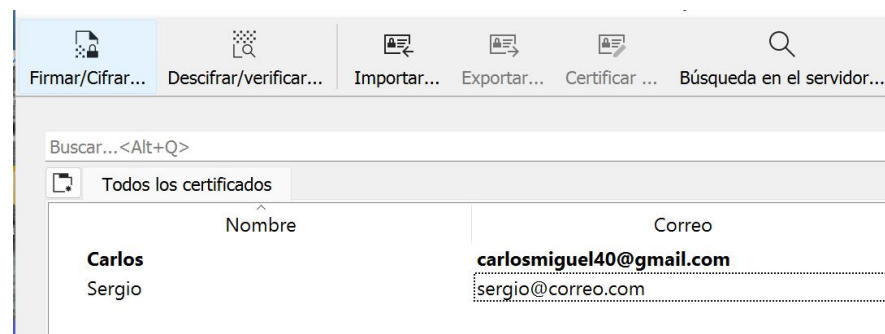 Firmar/Cifrar... Descifrar/verificar... Importar... Exportar... Certificar ... Búsqueda en el servidor...
Buscar...<Alt+Q>
Todos los certificados
Nombre Correo
Carlos carlosmiguel40@gmail.com
Sergio sergio@correo.com